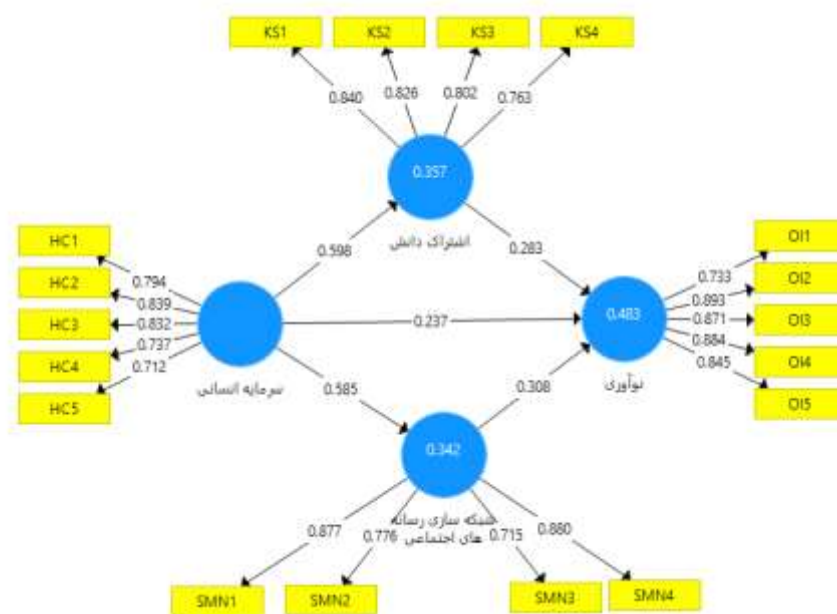 KS1 KS2 KS3 KS4
0.840 0.826 0.802 0.763
0.357
اشتراک دانش
HC1
HC2
HC3
HC4
HC5
0.794
0.839
0.832
0.737
0.712
0.598
0.283
0.237
0.585
0.308
سرمایه انسانی
0.483
نوآوری
0.733
0.893
0.871
0.884
0.845
OI1
OI2
OI3
OI4
OI5
0.342
شبکه سازی رسانه
های اجتماعی
0.877 0.776 0.715 0.880
SMN1 SMN2 SMN3 SMN4